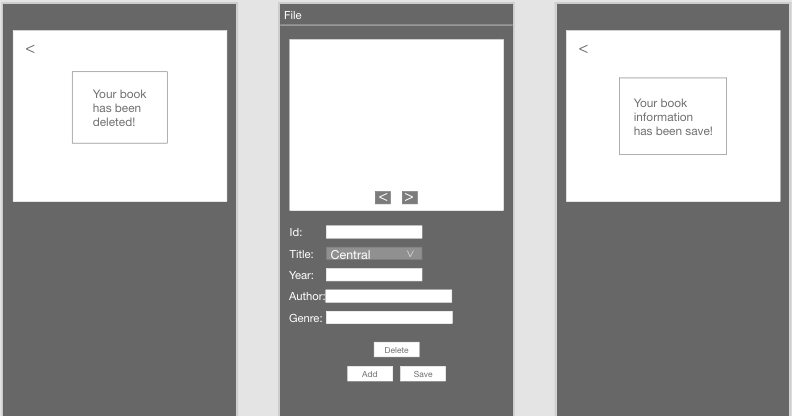 <
Your book
has been
deleted!
File
< >
Id:
Title: Central V
Year:
Author:
Genre:
Delete
Add Save
<
Your book
information
has been save!